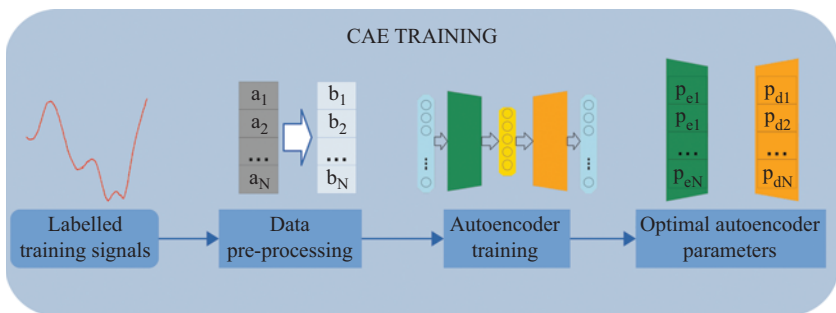 CAE TRAINING
a1
a2
...
aN
b1
b2
...
bN
...
...
pe1
pe1
...
peN
pd1
pd2
...
pdN
Labelled
training signals
Data
pre-processing
Autoencoder
training
Optimal autoencoder
parameters